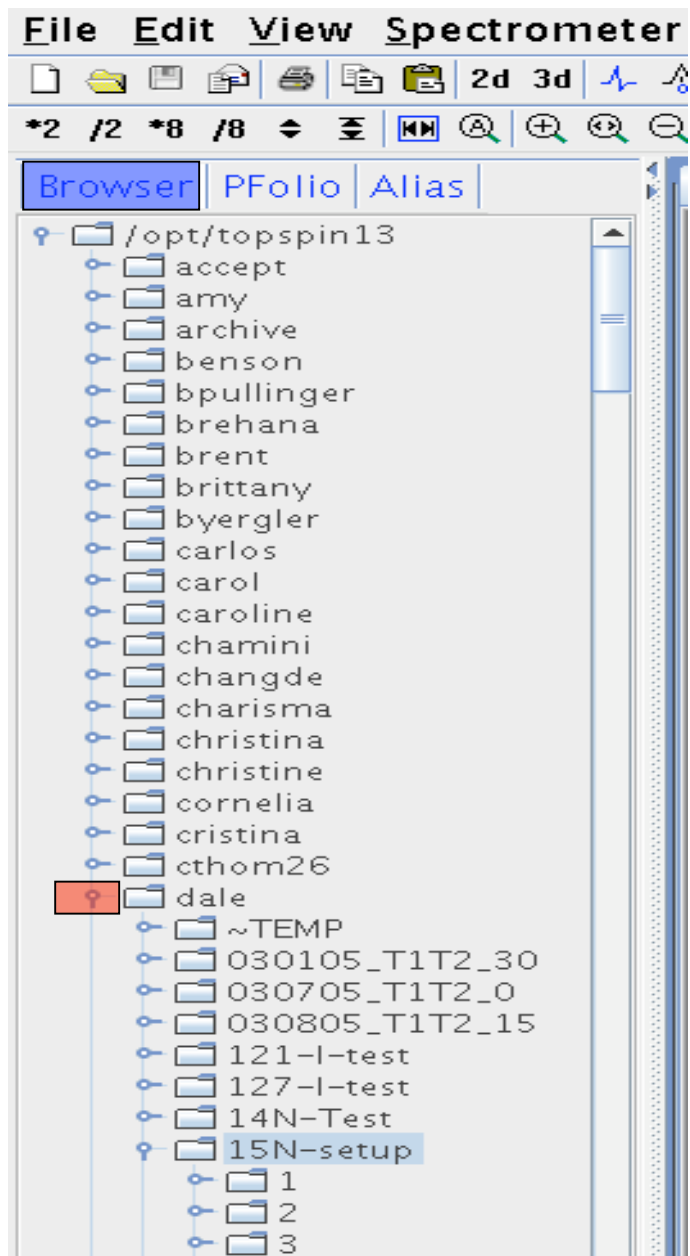 File Edit View Spectrometer
2d 3d
*2 /2 *8 /8
Browser PFolio Alias
/opt/topspin13
accept
amy
archive
benson
bpullinger
brehana
brent
brittany
byergler
carlos
carol
caroline
chamini
changde
charisma
christina
christine
cornelia
cristina
cthom26
dale
~TEMP
030105_T1T2_30
030705_T1T2_0
030805_T1T2_15
121-I-test
127-I-test
14N-Test
15N-setup
1
2
3